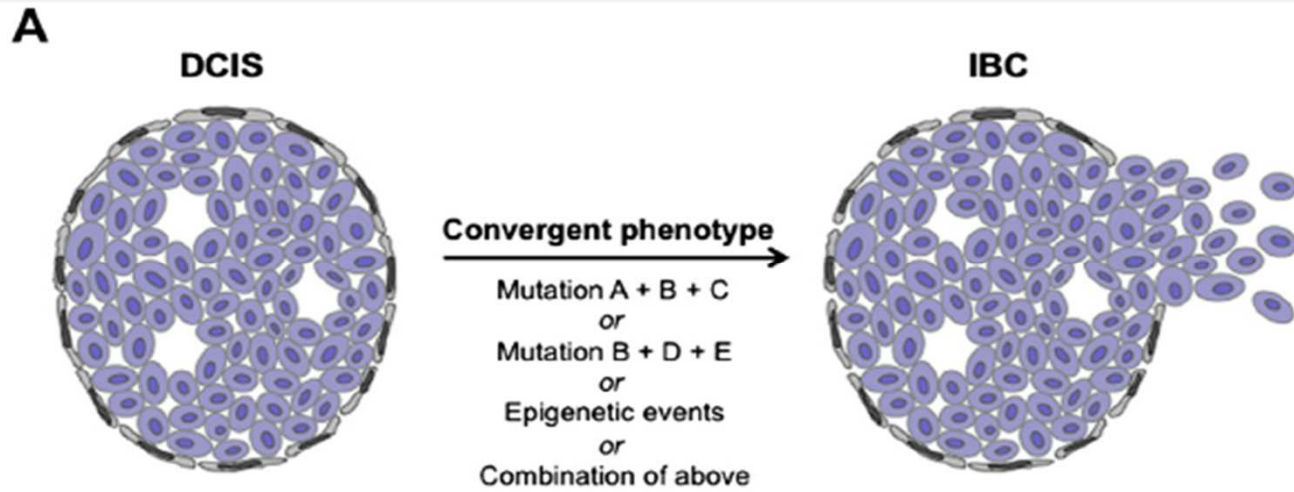 A
DCIS
IBC
Convergent phenotype
Mutation A + B + C
or
Mutation B + D + E
or
Epigenetic events
or
Combination of above